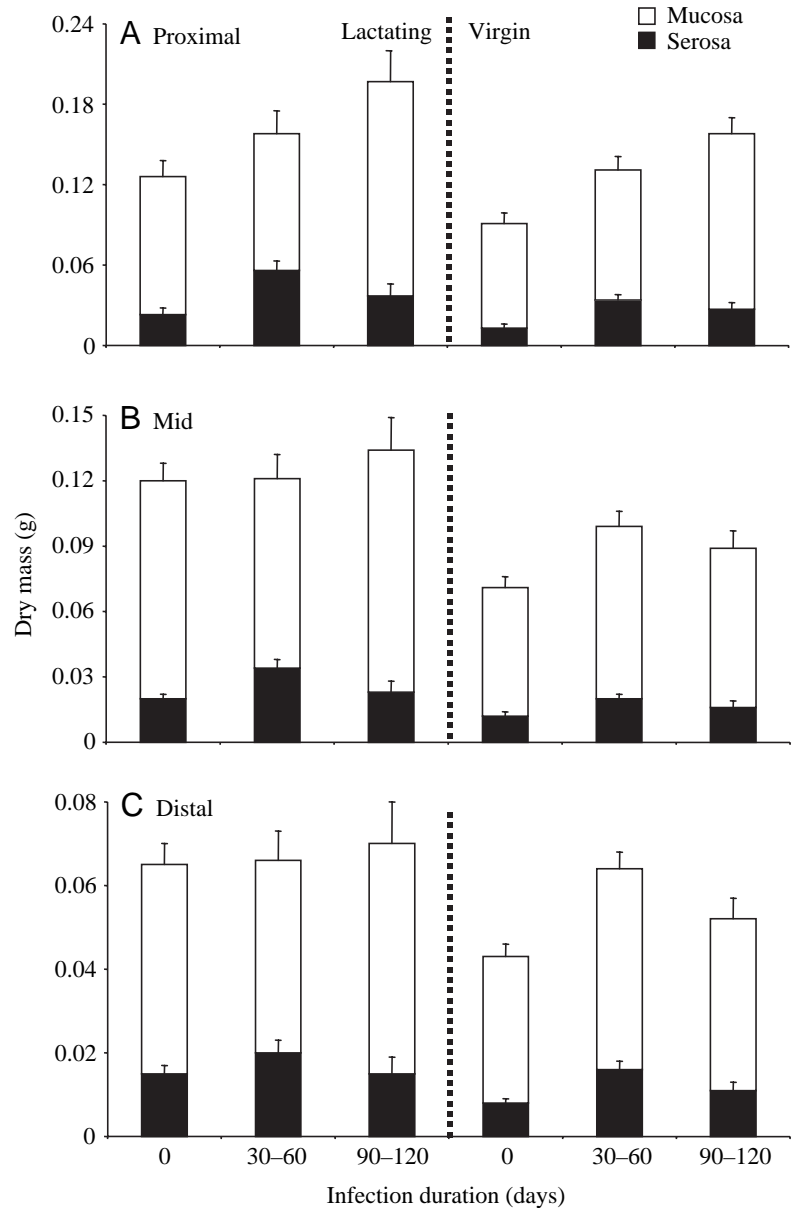 Mucosa
Serosa
A Proximal
Lactating
Virgin
0.24
0.18
0.12
0.06
0
B Mid
0.15
0.12
0.09
0.06
0.03
0
Dry mass (g)
C Distal
0.08
0.06
0.04
0.02
0
0 30–60 90–120 0 30–60 90–120
Infection duration (days)